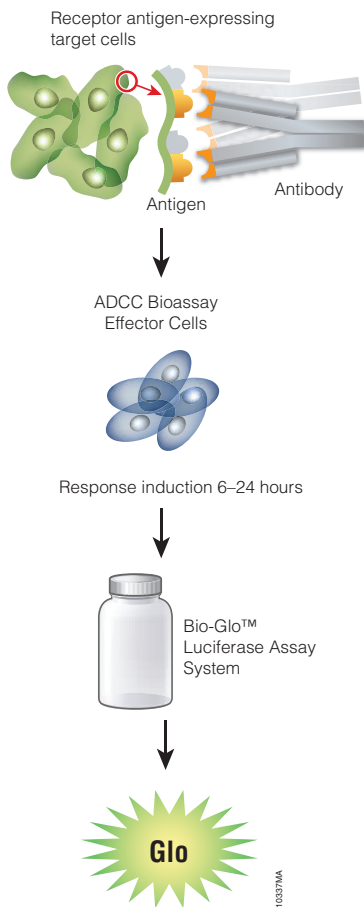 Receptor antigen-expressing
target cells
Antigen
Antibody
ADCC Bioassay
Effector Cells
Response induction 6–24 hours
Bio-Glo™
Luciferase Assay
System
Glo
10337MA